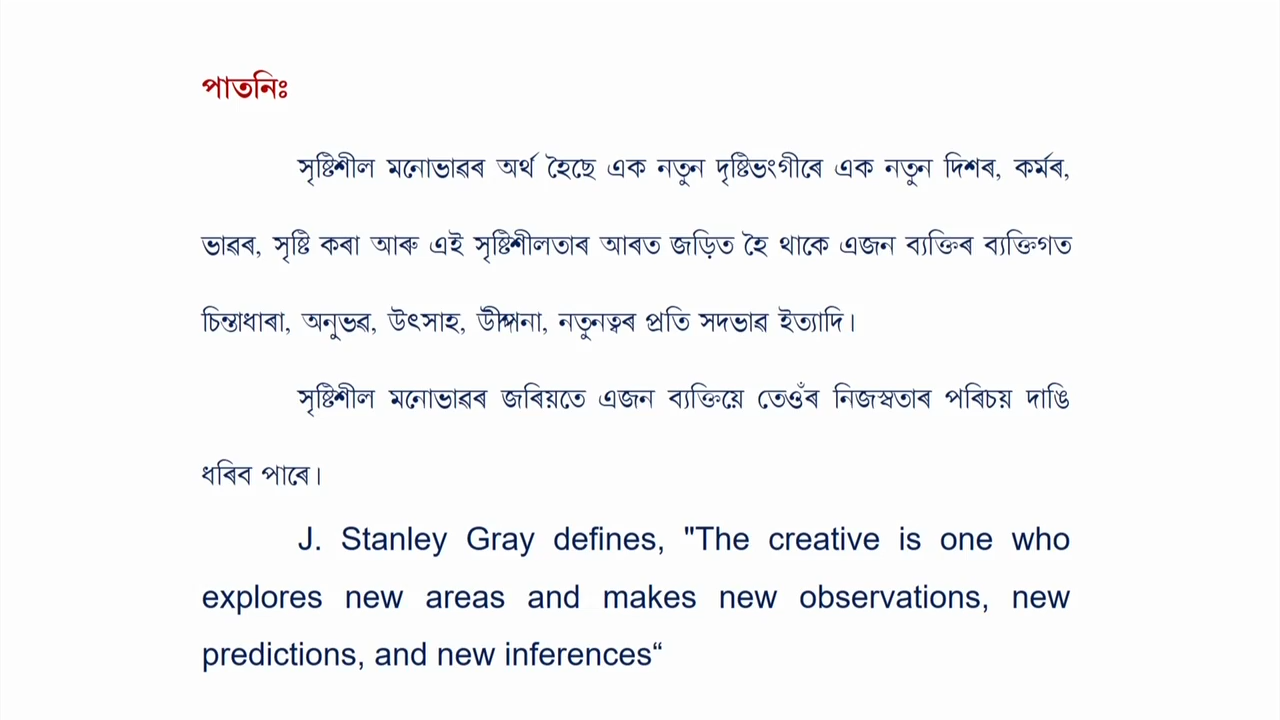 পাতনিঃ
সৃষ্টিশীল মনোভাৱৰ অৰ্থ হৈছে এক নতুন দৃষ্টিভংগীৰে এক নতুন দিশৰ, কৰ্মৰ,
ভাৱৰ, সৃষ্টি কৰা আৰু এই সৃষ্টিশীলতাৰ আৰত জড়িত হৈ থাকে এজন ব্যক্তিৰ ব্যক্তিগত
চিন্তাধাৰা, অনুভৱ, উৎসাহ, নতুনত্বৰ প্ৰতি সদভাৱ ইত্যাদি।
সৃষ্টিশীল মনোভাৱৰ জৰিয়তে এজন ব্যক্তিয়ে তেওঁৰ নিজস্বতাৰ পৰিচয় দাঙি
ধৰিব পাৰে।
J. Stanley Gray defines, "The creative is one who
explores new areas and makes new observations, new
predictions, and new inferences“